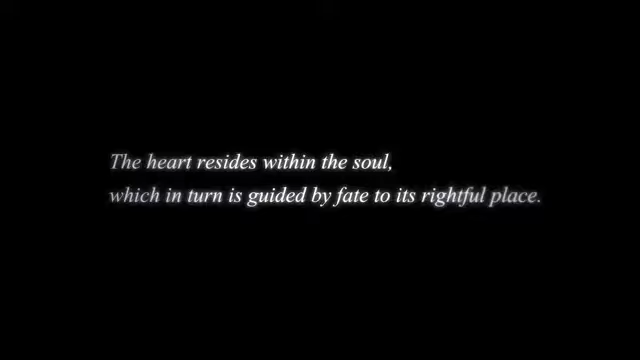 The heart resides within the soul,
which in turn is guided by fate to its rightful place.